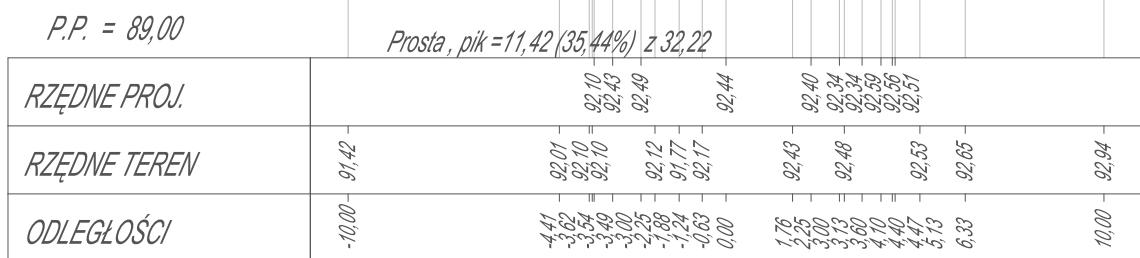 P.P. = 89,00
Prosta , pik =11,42 (35,44%) z 32,22
RZĘDNE PROJ. 92,10 92,43 92,49 92,44 92,40 92,34 92,34 92,59 92,56 92,51
RZĘDNE TEREN 91,42 92,01 92,10 92,10 92,12 91,77 92,17 92,43 92,48 92,53 92,65 92,94
ODLEGŁOŚCI -10,00 -4,41 -3,62 -3,54 -3,49 -3,00 -2,25 -1,88 -1,24 -0,63 0,00 1,76 2,25 3,00 3,13 3,60 4,10 4,40 4,47 5,13 6,33 10,00